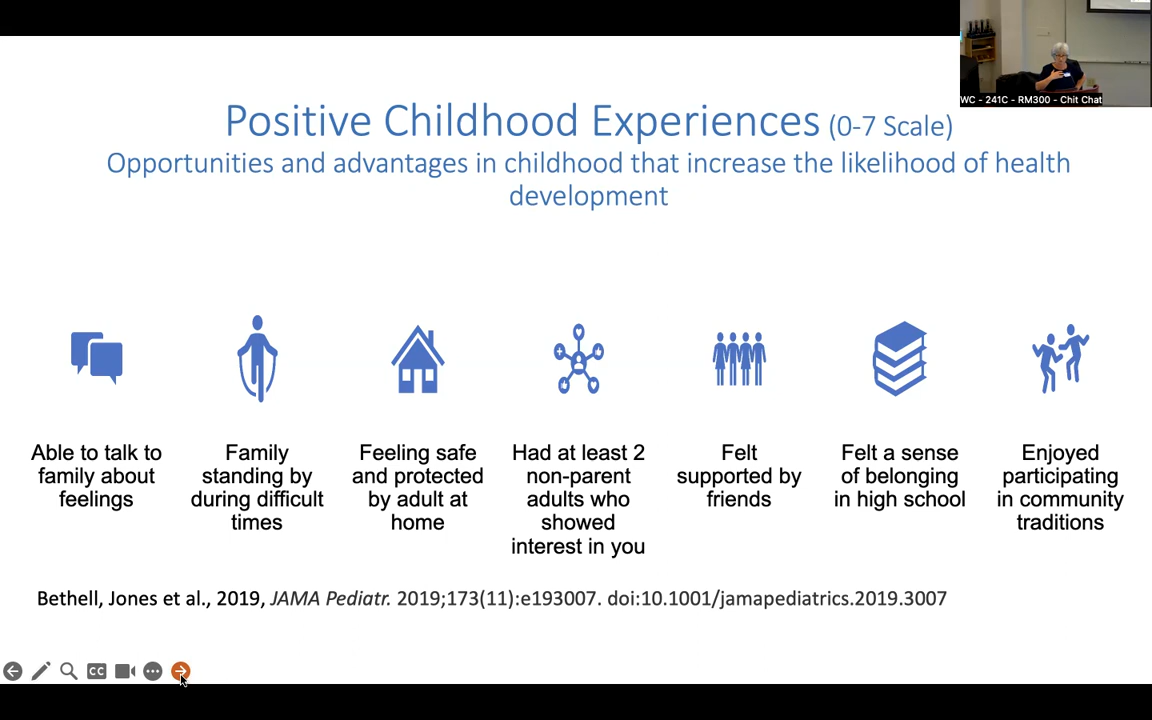 WC - 241C - RM300 - Chit Chat
Positive Childhood Experiences (0-7 Scale)
Opportunities and advantages in childhood that increase the likelihood of health
development
Able to talk to
family about
feelings
Family
standing by
during difficult
times
Feeling safe
and protected
by adult at
home
Had at least 2
non-parent
adults who
showed
interest in you
Felt
supported by
friends
Felt a sense
of belonging
in high school
Enjoyed
participating
in community
traditions
Bethell, Jones et al., 2019, JAMA Pediatr. 2019;173(11):e193007. doi:10.1001/jamapediatrics.2019.3007
CC